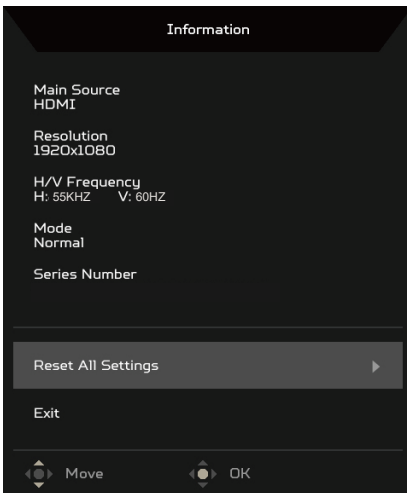 Information
Main Source
HDMI
Resolution
1920x1080
H/V Frequency
H: 55KHZ V: 60HZ
Mode
Normal
Series Number
Reset All Settings
Exit
Move OK